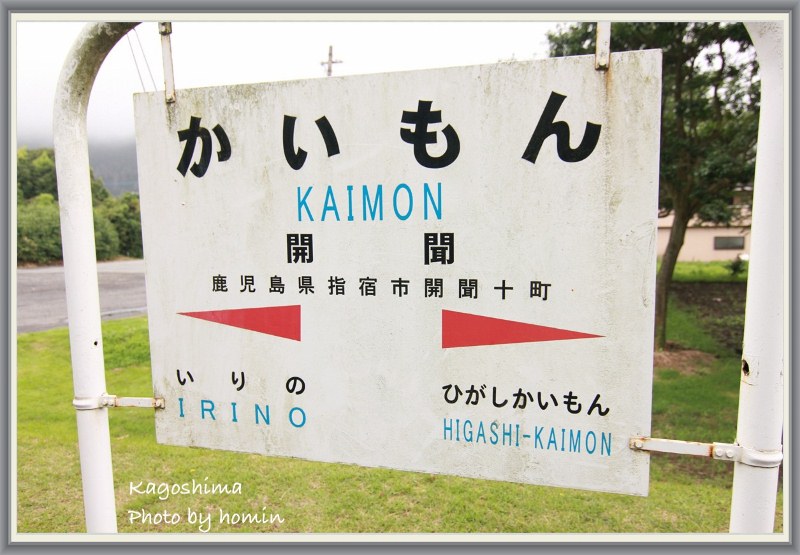 かいもん
KAIMON
開聞
鹿児島県指宿市開聞十町
いりの
IRINO
ひがしかいもん
HIGASHI-KAIMON
Kagoshima
Photo by homin